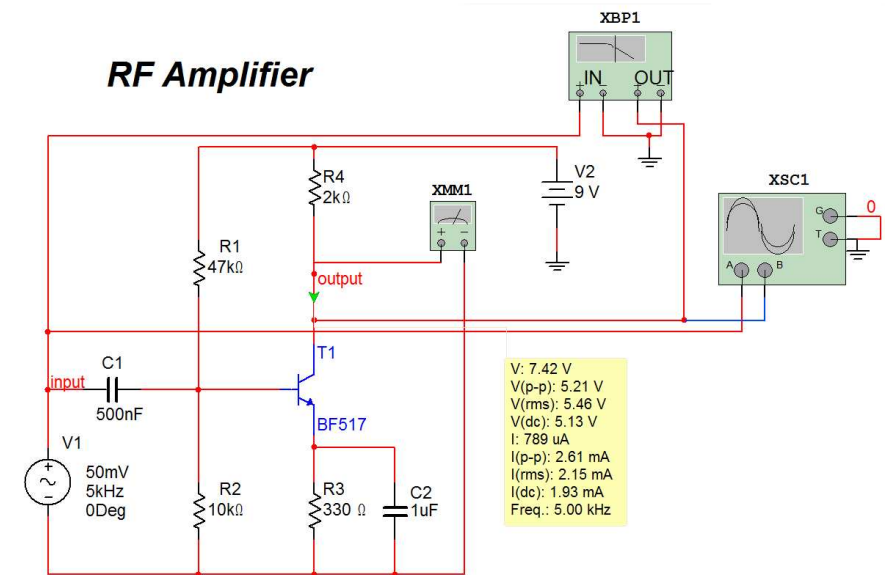 XBP1
RF Amplifier
IN
OUT
+
-
+
-
R4
2kΩ
XMM1
+
-
V2
9 V
XSC1
G
T
0
A
B
R1
47kΩ
output
C1
input
500nF
T1
BF517
V: 7.42 V
V(p-p): 5.21 V
V(rms): 5.46 V
V(dc): 5.13 V
I: 789 uA
I(p-p): 2.61 mA
I(rms): 2.15 mA
I(dc): 1.93 mA
Freq.: 5.00 kHz
V1
+
-
50mV
5kHz
0Deg
R2
10kΩ
R3
330 Ω
C2
1uF